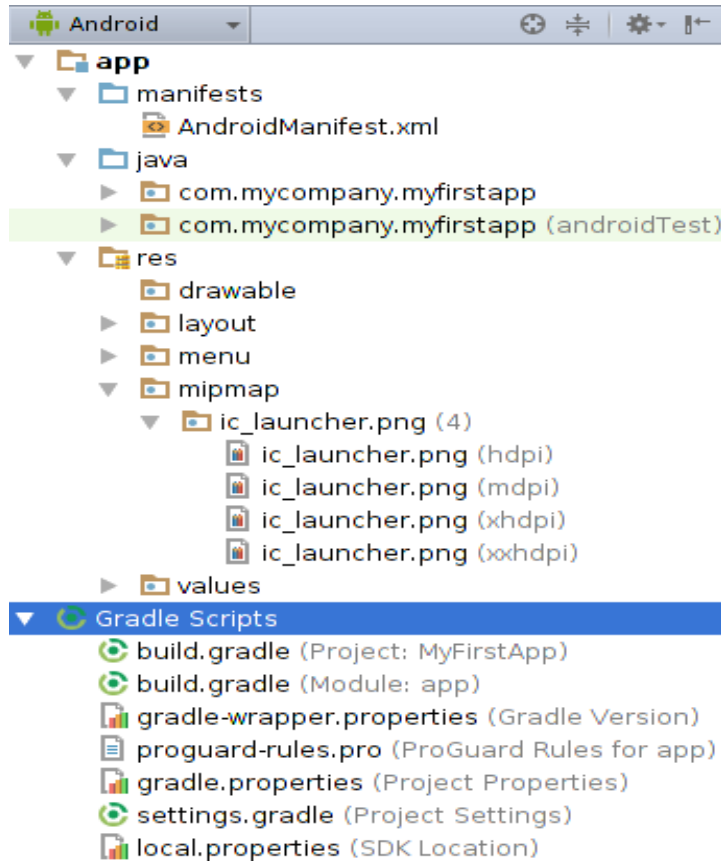 Android
app
manifests
AndroidManifest.xml
java
com.mycompany.myfirstapp
com.mycompany.myfirstapp (androidTest)
res
drawable
layout
menu
mipmap
ic_launcher.png (4)
ic_launcher.png (hdpi)
ic_launcher.png (mdpi)
ic_launcher.png (xhdpi)
ic_launcher.png (xxhdpi)
values
Gradle Scripts
build.gradle (Project: MyFirstApp)
build.gradle (Module: app)
gradle-wrapper.properties (Gradle Version)
proguard-rules.pro (ProGuard Rules for app)
gradle.properties (Project Properties)
settings.gradle (Project Settings)
local.properties (SDK Location)